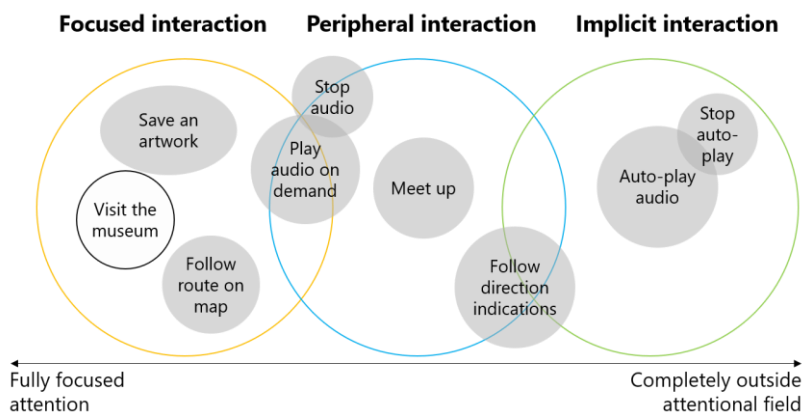 Focused interaction
Peripheral interaction
Implicit interaction
Save an
artwork
Visit the
museum
Follow
route on
map
Stop
audio
Play
audio on
demand
Meet up
Follow
direction
indications
Stop
auto-
play
Auto-play
audio
Fully focused
attention
Completely outside
attentional field